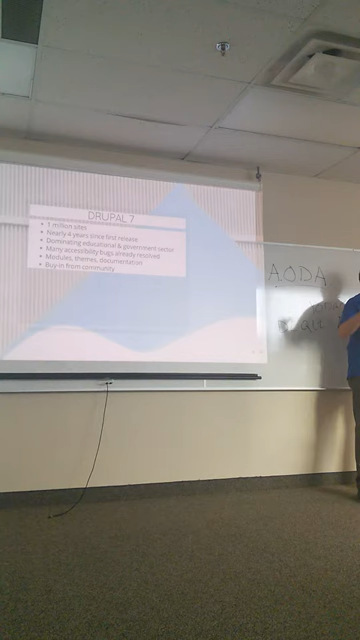 DRUPAL 7
• 1 million sites
• Nearly 4 years since first release
• Dominating educational & government sector
• Many accessibility bugs already resolved
• Modules, themes, documentation
• Buy-in from community
AODA